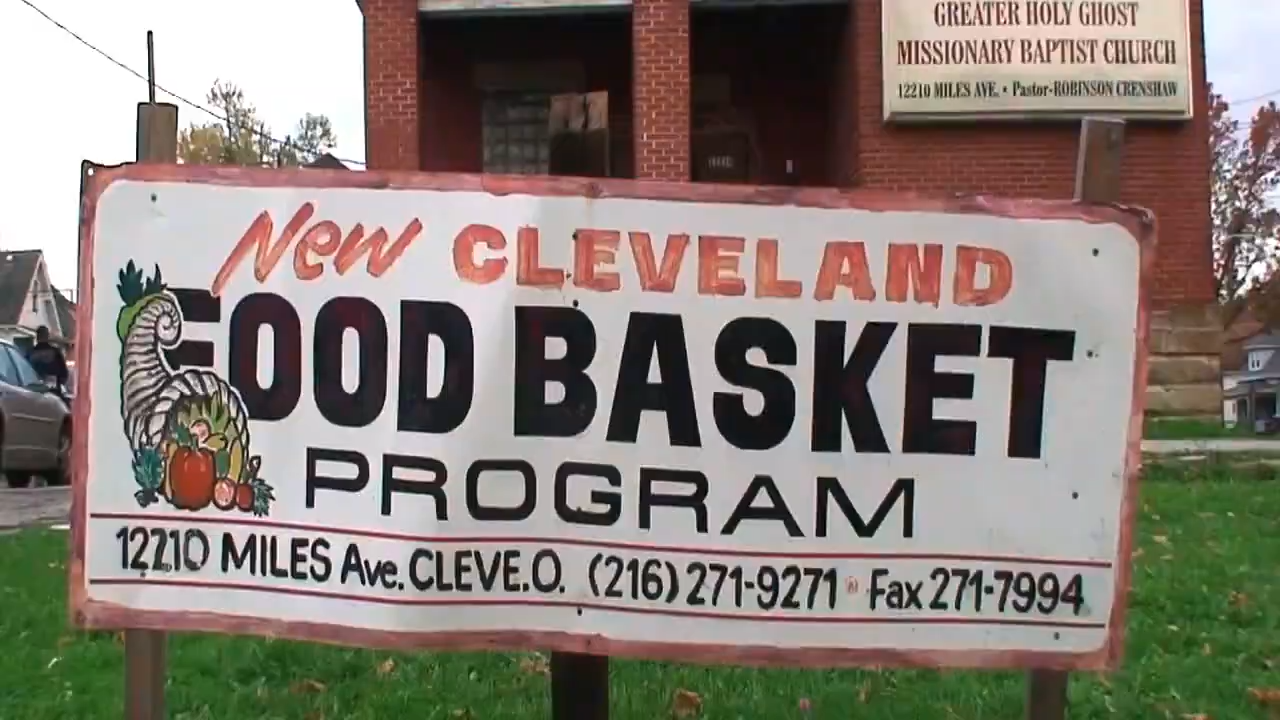 GREATER HOLY GHOST
MISSIONARY BAPTIST CHURCH
12210 MILES AVE. • Pastor-ROBINSON CRENSHAW
New CLEVELAND
FOOD BASKET
PROGRAM
12210 MILES Ave. CLEVE.O. (216) 271-9271 Fax 271-7994